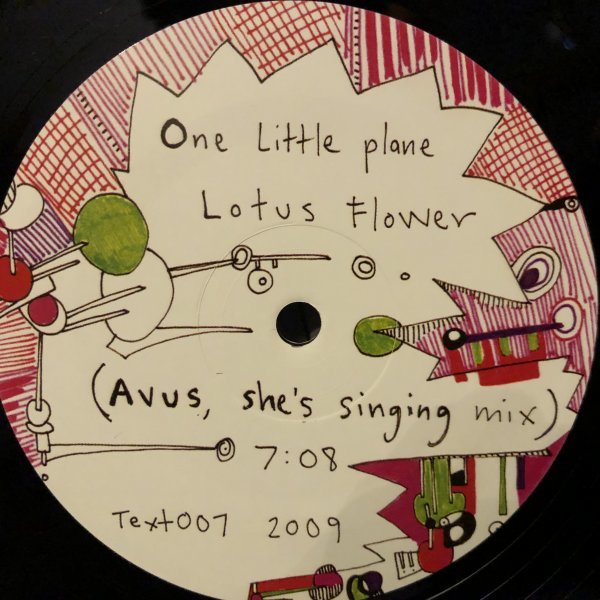 One Little plane
Lotus Flower
(Avus, she's singing mix)
7:08
Text007 2009